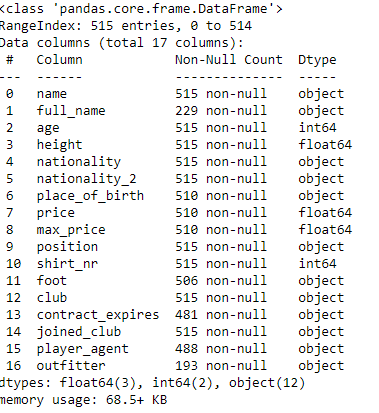 <class 'pandas.core.frame.DataFrame'>
RangeIndex: 515 entries, 0 to 514
Data columns (total 17 columns):
 #   Column            Non-Null Count  Dtype
---  ------            --------------  -----
 0   name              515 non-null    object
 1   full_name         229 non-null    object
 2   age               515 non-null    int64
 3   height            515 non-null    float64
 4   nationality       515 non-null    object
 5   nationality_2     515 non-null    object
 6   place_of_birth    510 non-null    object
 7   price             510 non-null    float64
 8   max_price         510 non-null    float64
 9   position          515 non-null    object
 10  shirt_nr          515 non-null    int64
 11  foot              506 non-null    object
 12  club              515 non-null    object
 13  contract_expires  481 non-null    object
 14  joined_club       515 non-null    object
 15  player_agent      488 non-null    object
 16  outfitter         193 non-null    object
dtypes: float64(3), int64(2), object(12)
memory usage: 68.5+ KB